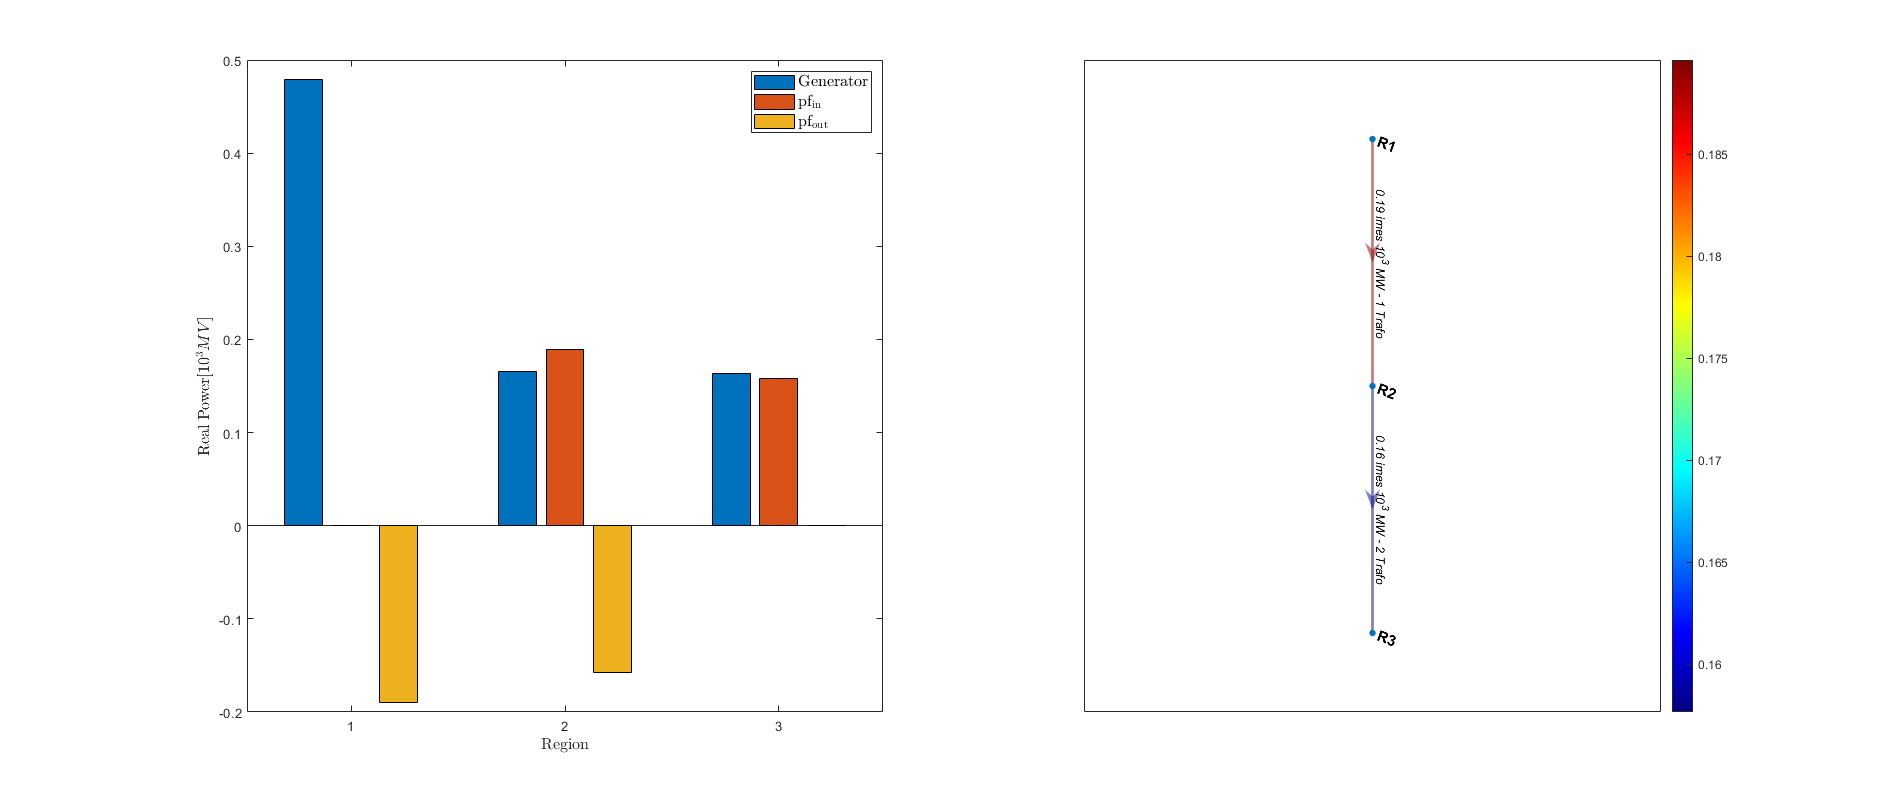 0.5
0.4
0.3
0.2
0.1
0
-0.1
-0.2
Real Power[10³MV]
1
2
3
Region
Generator
pf_in
pf_out
R1
0.19 imes 10³ MW - 1 Trafo
R2
0.16 imes 10³ MW - 2 Trafo
R3
0.185
0.18
0.175
0.17
0.165
0.16